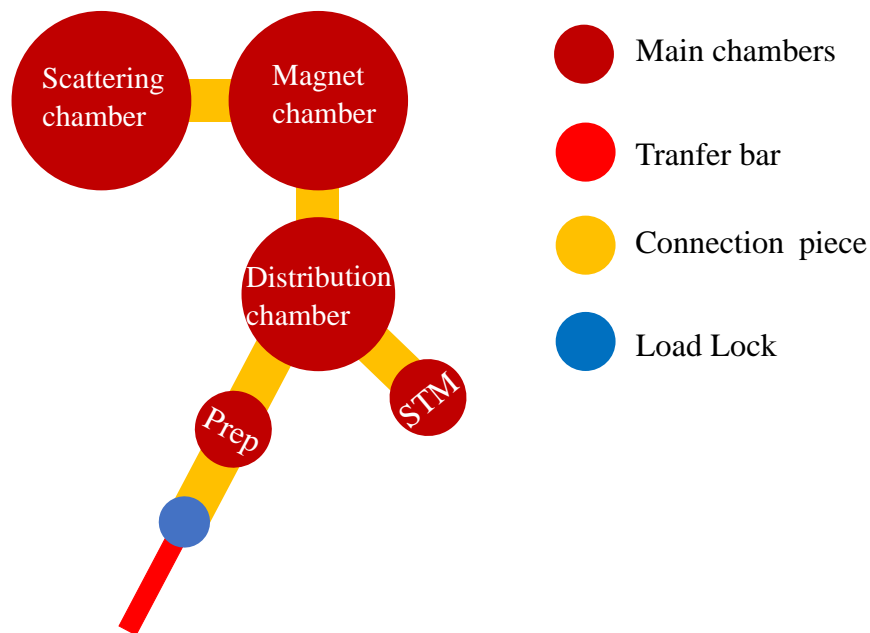 Scattering
chamber
Magnet
chamber
Distribution
chamber
Prep
STM
Main chambers
Tranfer bar
Connection piece
Load Lock